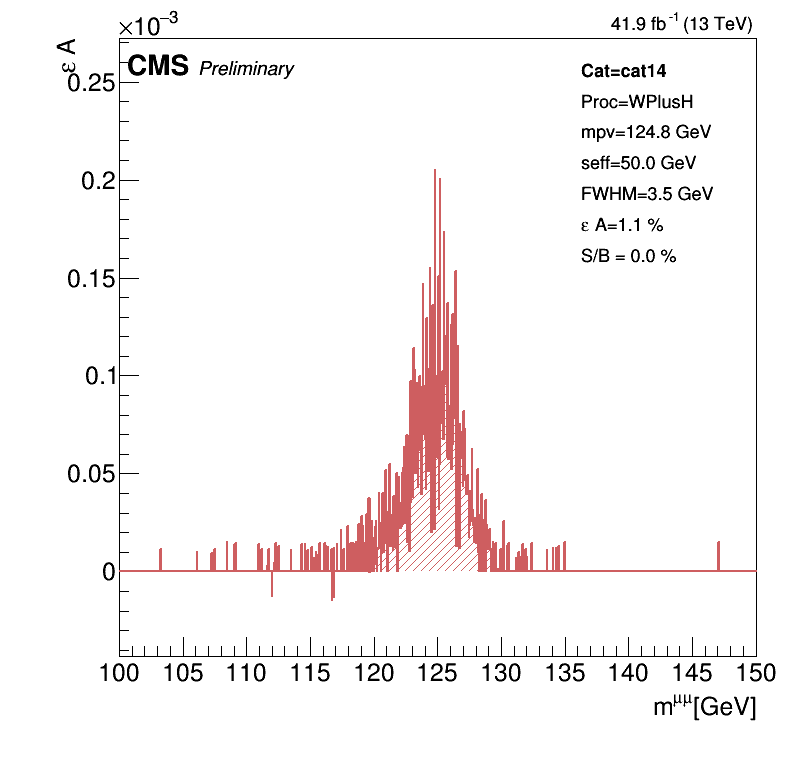 ×10⁻³
41.9 fb⁻¹ (13 TeV)
CMS Preliminary
ε A
Cat=cat14
Proc=WPlusH
mpv=124.8 GeV
seff=50.0 GeV
FWHM=3.5 GeV
ε A=1.1 %
S/B = 0.0 %
0.25
0.2
0.15
0.1
0.05
0
100 105 110 115 120 125 130 135 140 145 150
m^μμ[GeV]